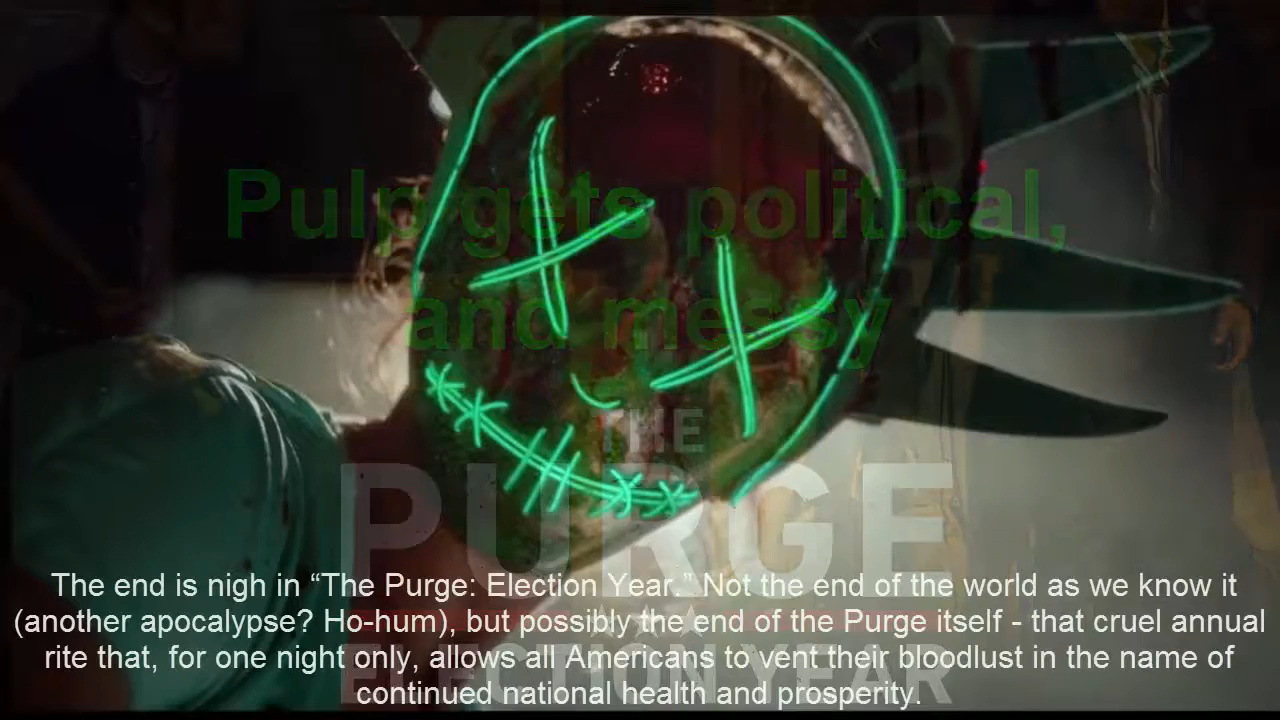 Pulp gets political,
and messy
THE
PURGE
ELECTION YEAR
The end is nigh in “The Purge: Election Year." Not the end of the world as we know it
(another apocalypse? Ho-hum), but possibly the end of the Purge itself - that cruel annual
rite that, for one night only, allows all Americans to vent their bloodlust in the name of
continued national health and prosperity.